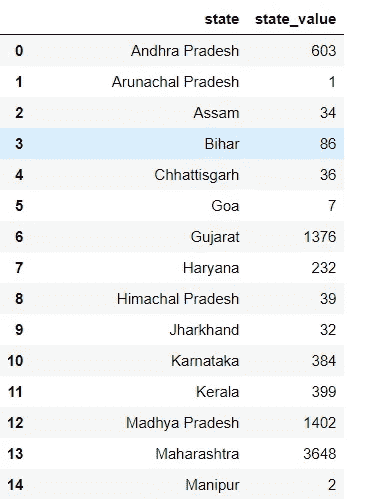 state state_value
0 Andhra Pradesh 603
1 Arunachal Pradesh 1
2 Assam 34
3 Bihar 86
4 Chhattisgarh 36
5 Goa 7
6 Gujarat 1376
7 Haryana 232
8 Himachal Pradesh 39
9 Jharkhand 32
10 Karnataka 384
11 Kerala 399
12 Madhya Pradesh 1402
13 Maharashtra 3648
14 Manipur 2